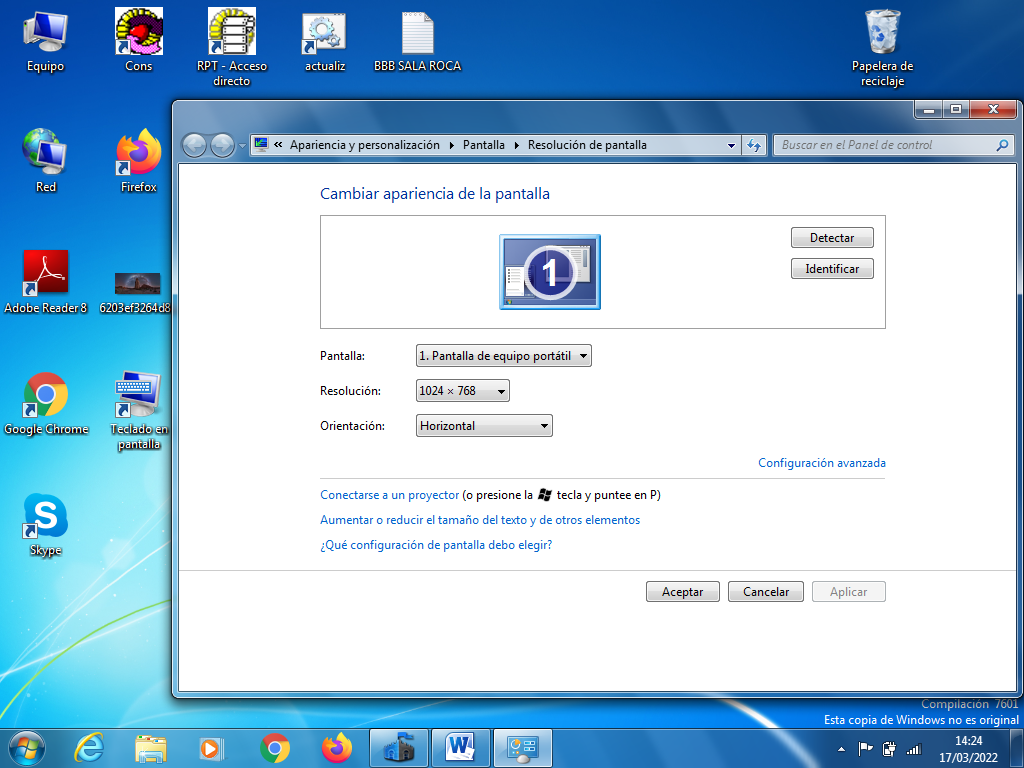 Equipo
Cons
RPT - Acceso
directo
actualiz
BBB SALA ROCA
Papelera de
reciclaje
Red
Firefox
Adobe Reader 8
6203ef3264d8
Google Chrome
Teclado en
pantalla
Skype
« Apariencia y personalización Pantalla Resolución de pantalla
Buscar en el Panel de control
Cambiar apariencia de la pantalla
1
Detectar
Identificar
Pantalla: 1. Pantalla de equipo portátil
Resolución: 1024 × 768
Orientación: Horizontal
Configuración avanzada
Conectarse a un proyector (o presione la tecla y puntee en P)
Aumentar o reducir el tamaño del texto y de otros elementos
¿Qué configuración de pantalla debo elegir?
Aceptar Cancelar Aplicar
Compilación 7601
Esta copia de Windows no es original
14:24
17/03/2022